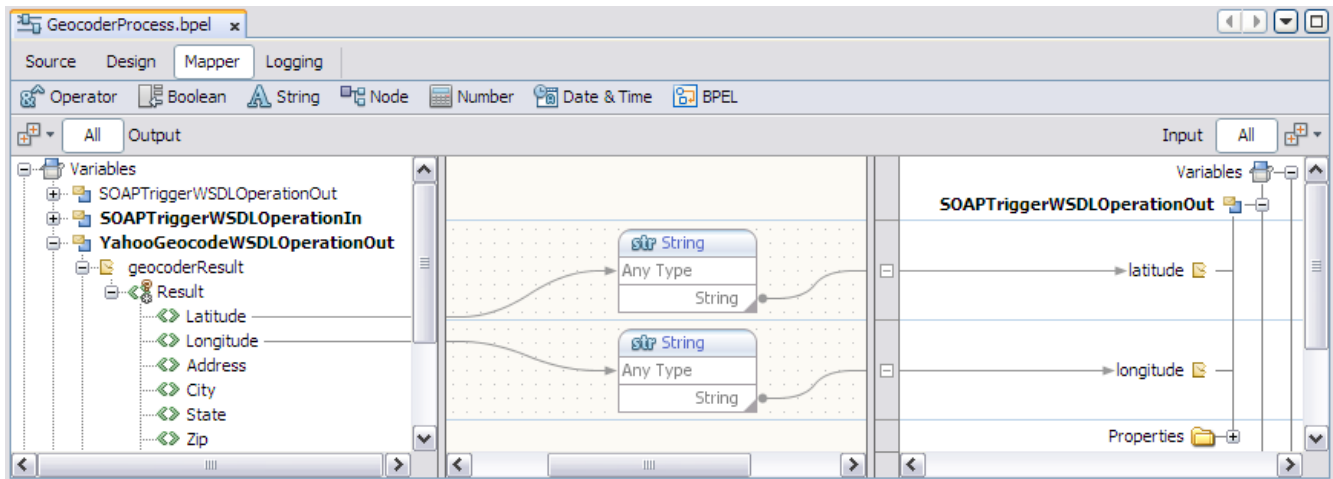 GeocoderProcess.bpel x
Source Design Mapper Logging
Operator Boolean String Node Number Date & Time BPEL
All Output Input All
Variables
SOAPTriggerWSDLOperationOut
SOAPTriggerWSDLOperationIn
YahooGeocodeWSDLOperationOut
geocoderResult
Result
Latitude
Longitude
Address
City
State
Zip
str String
Any Type
String
str String
Any Type
String
Variables
SOAPTriggerWSDLOperationOut
latitude
longitude
Properties